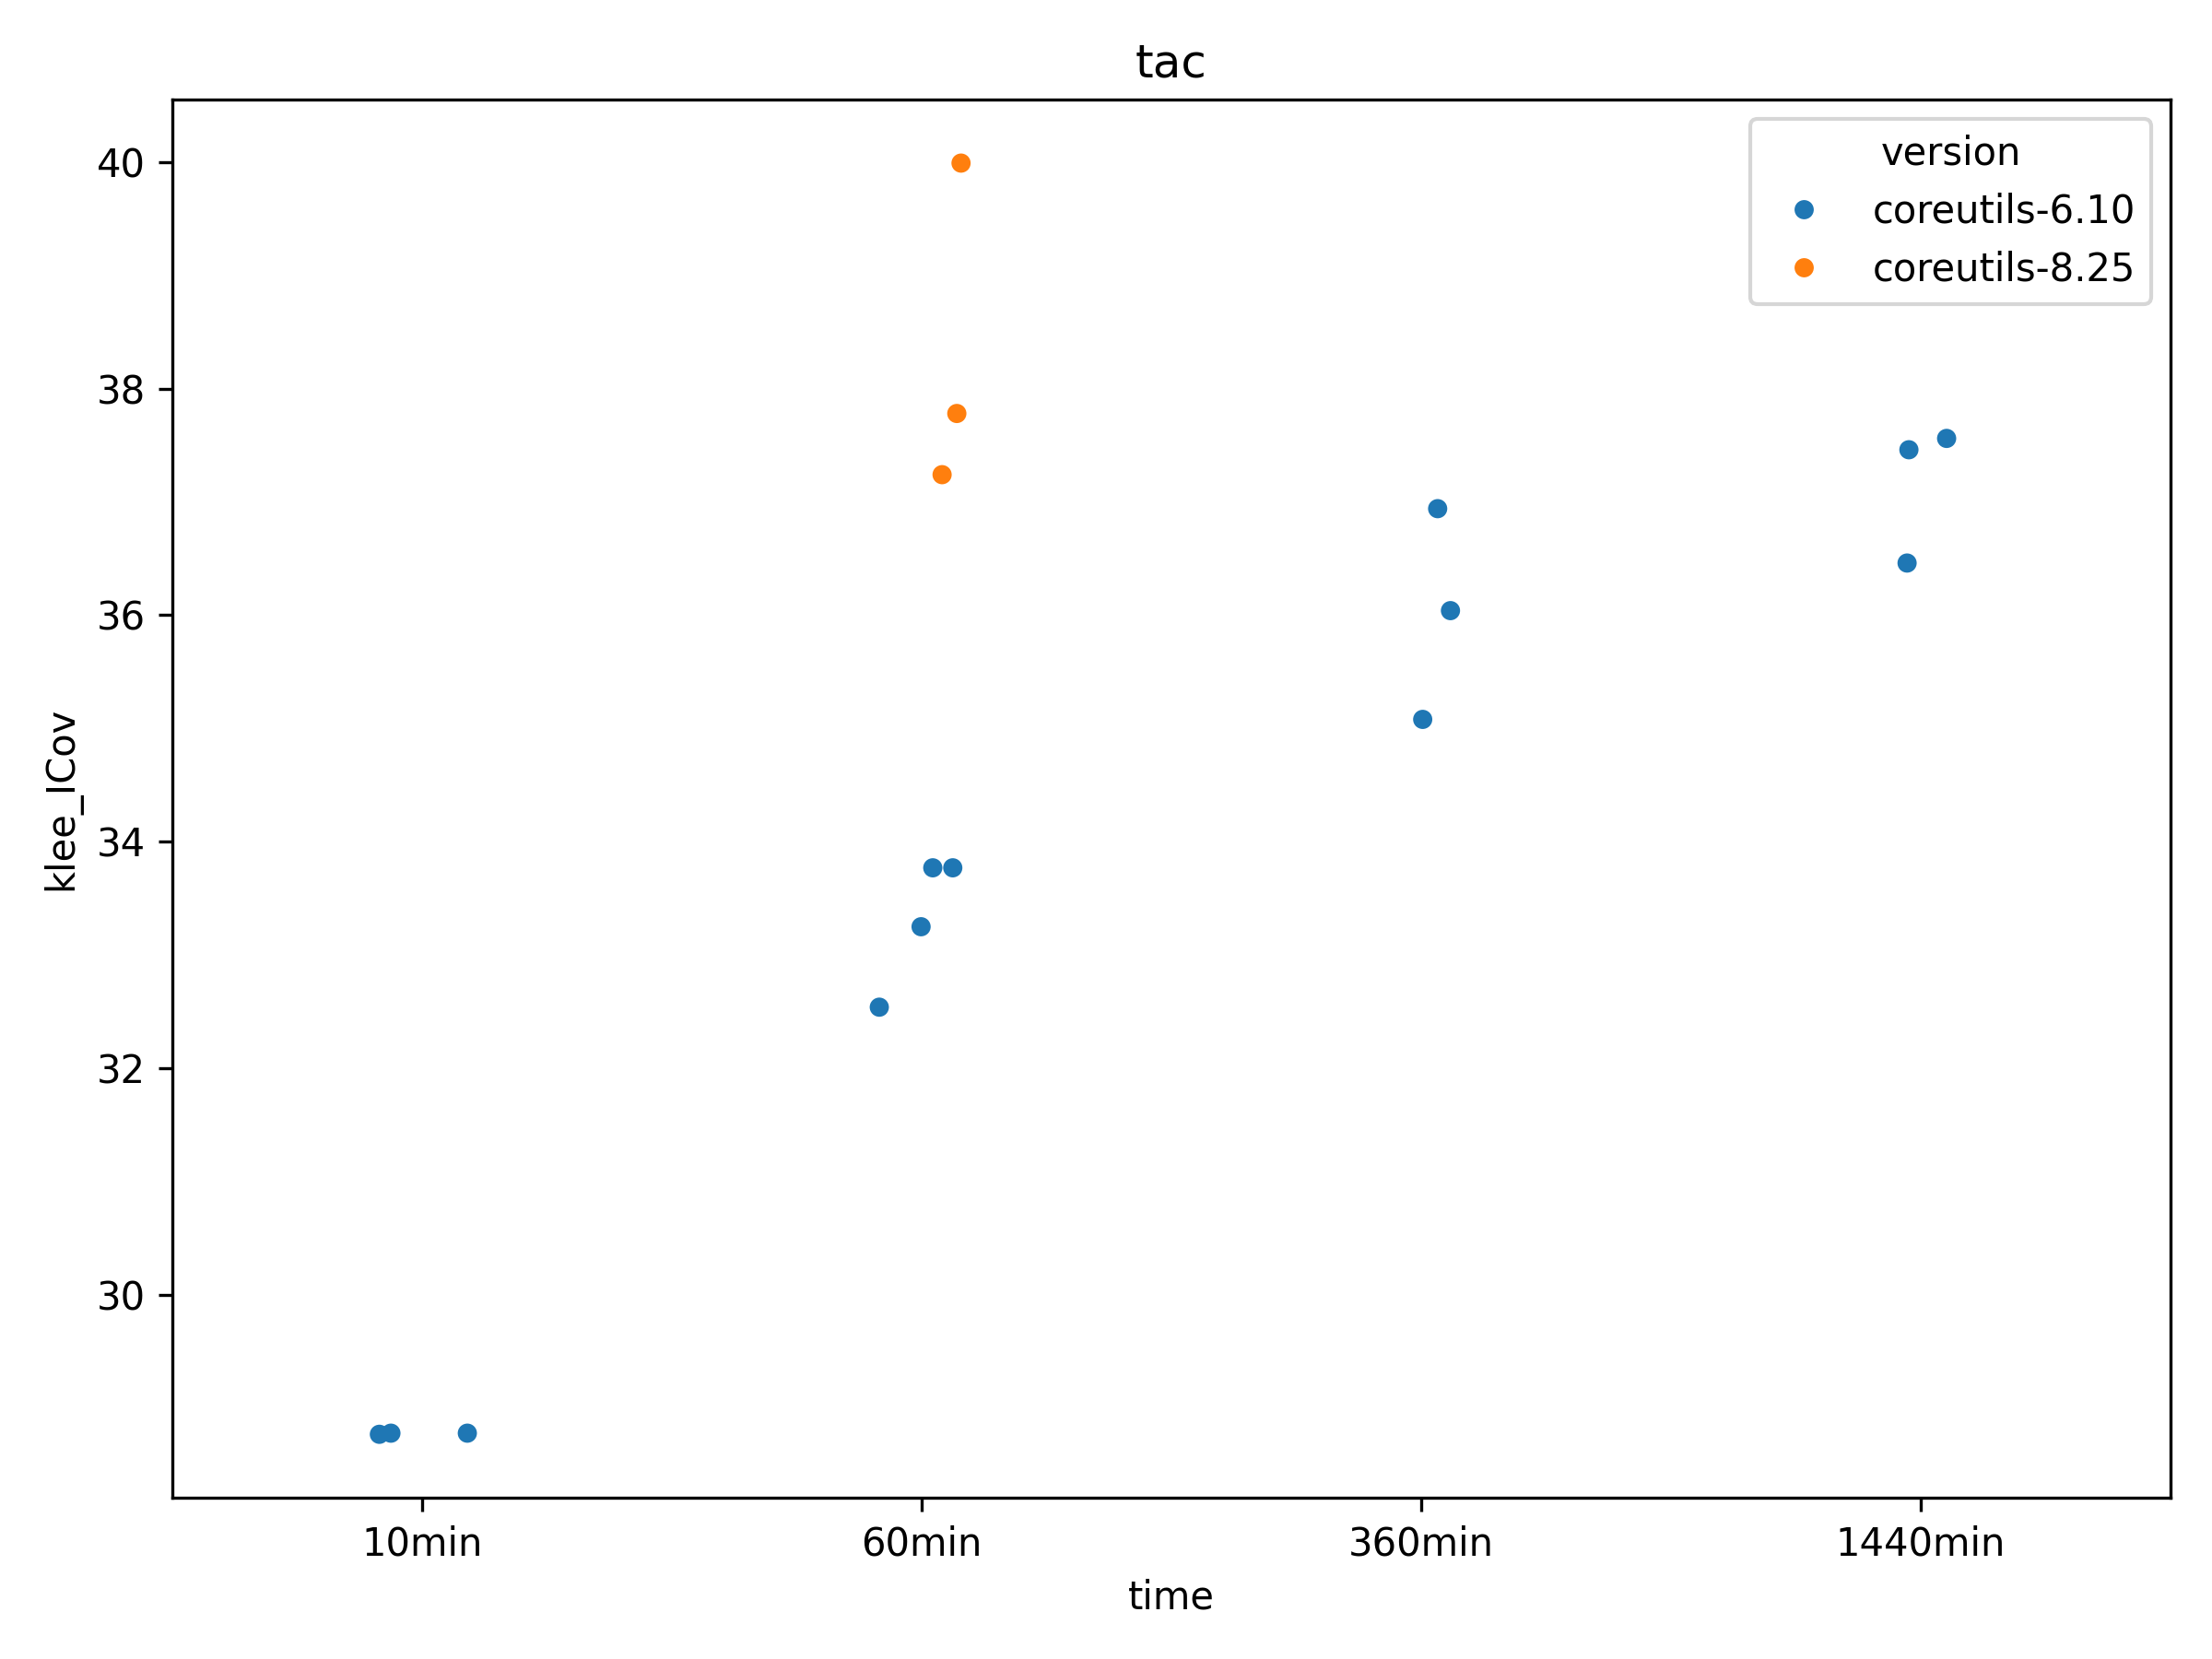 tac
version
coreutils-6.10
coreutils-8.25
klee_ICov
40
38
36
34
32
30
10min
60min
360min
1440min
time